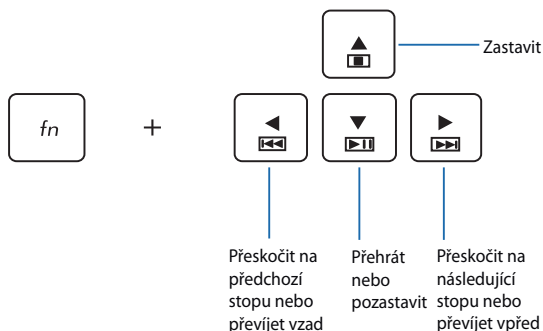 Zastavit
fn
+
Přeskočit na
předchozí
stopu nebo
převíjet vzad
Přehrát
nebo
pozastavit
Přeskočit na
následující
stopu nebo
převíjet vpřed